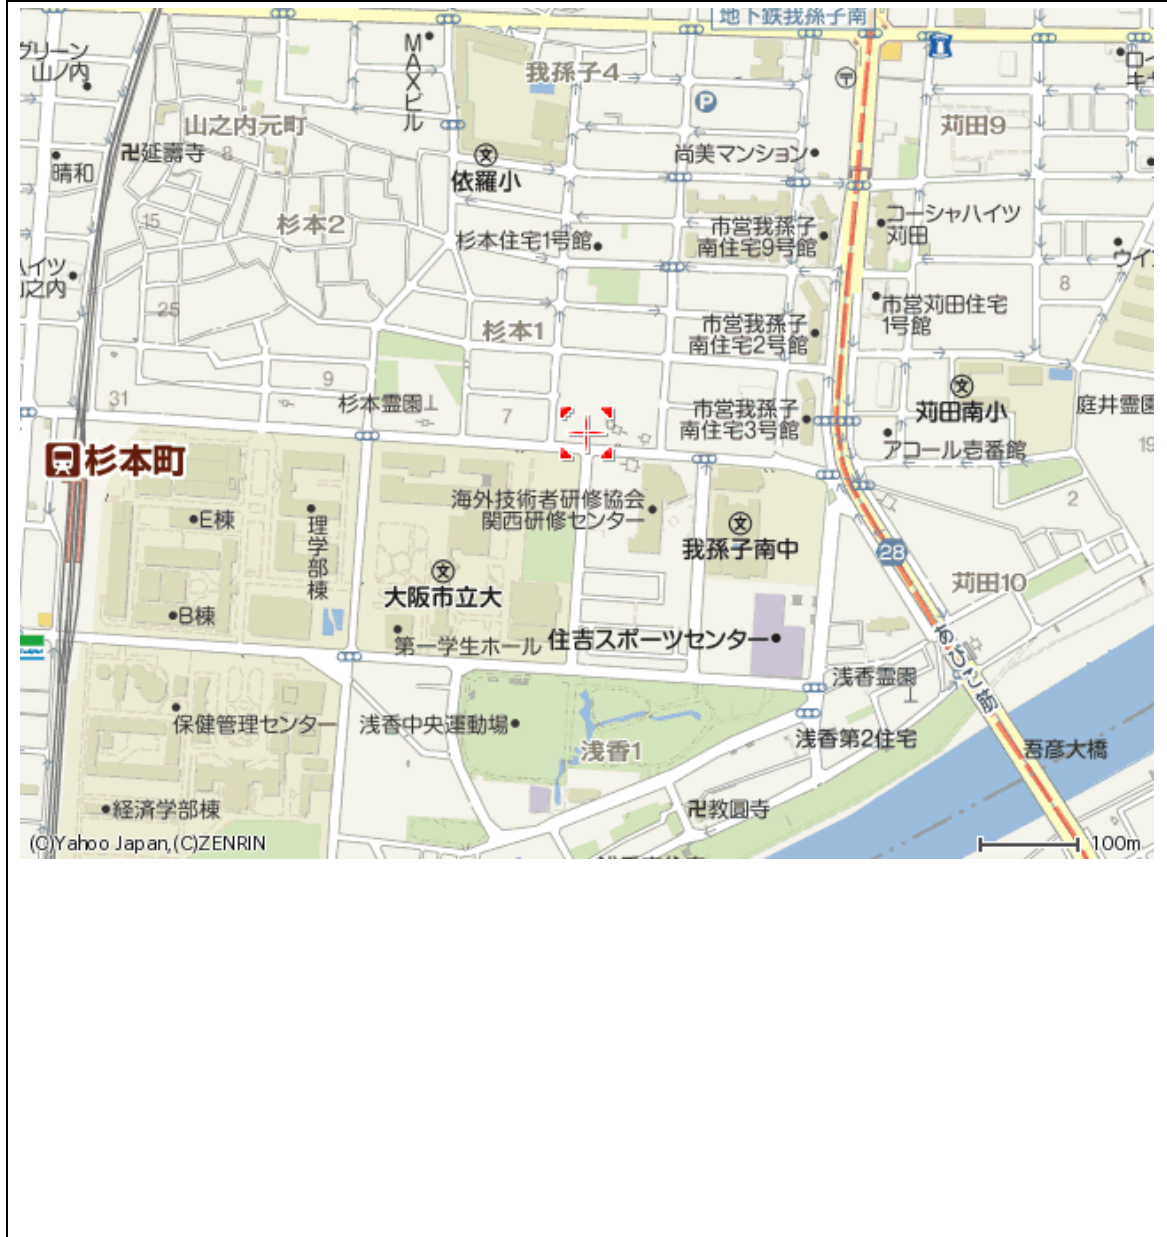 地下鉄我孫子南
グリーン
山ノ内
MAXビル
我孫子4
山之内元町
卍延壽寺
8
晴和
依羅小
尚美マンション
苅田9
15
杉本2
杉本住宅1号館
市営我孫子
南住宅9号館
コーシャハイツ
苅田
ハイツ
山之内
25
8
市営苅田住宅
1号館
杉本1
市営我孫子
南住宅2号館
9
31
杉本霊園
7
市営我孫子
南住宅3号館
苅田南小
庭井霊園
アコール壱番館
19
杉本町
2
E棟
理学部棟
海外技術者研修協会
関西研修センター
我孫子南中
28
苅田10
大阪市立大
B棟
第一学生ホール
住吉スポーツセンター
あびこ筋
浅香霊園
保健管理センター
浅香中央運動場
浅香1
浅香第2住宅
吾彦大橋
経済学部棟
卍教圓寺
(C)Yahoo Japan,(C)ZENRIN
100m